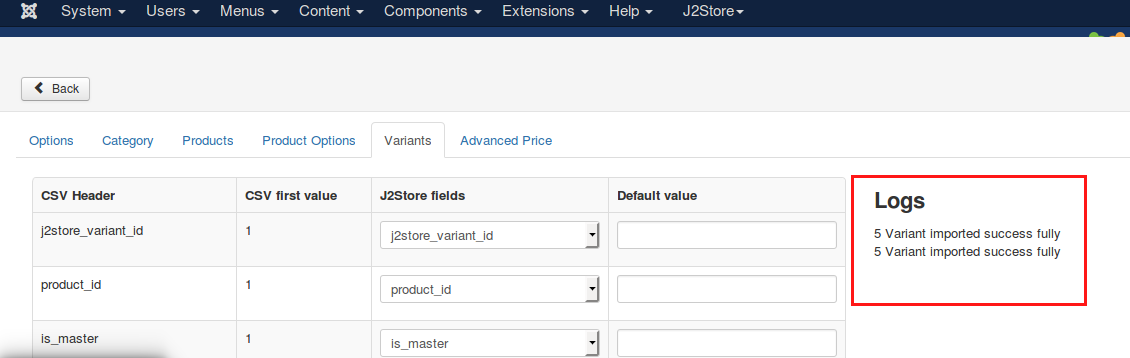 System Users Menus Content Components Extensions Help J2Store
Back
Options Category Products Product Options Variants Advanced Price
CSV Header CSV first value J2Store fields Default value
j2store_variant_id 1 j2store_variant_id
product_id 1 product_id
is_master 1 is_master
Logs
5 Variant imported success fully
5 Variant imported success fully